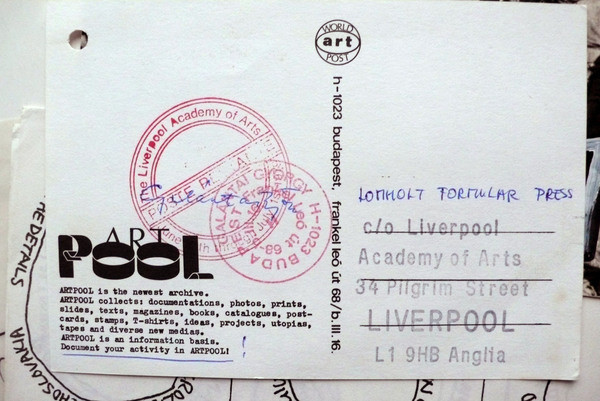 WORLD
art
POST
h-1023 budapest, frankel leó út 68/b. III. 16.
The Liverpool Academy of Arts
GALÁNTAI GYÖRGY H-1023 BUDAPEST
ART
POOL
ARTPOOL is the newest archive.
ARTPOOL collects: documentations, photos, prints,
slides, texts, magazines, books, catalogues, post-
cards, stamps, T-shirts, ideas, projects, utopias,
tapes and diverse new medias.
ARTPOOL is an information basis.
Document your activity in ARTPOOL! !
LOMHOLT FORMULAR PRESS
c/o Liverpool
Academy of Arts
34 Pilgrim Street
LIVERPOOL
L1 9HB Anglia
DETAILS